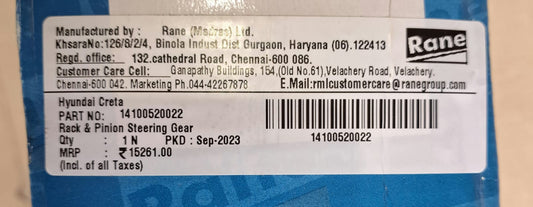 Manufactured by : Rane (Madras) Ltd.
KhsaraNo:126/8/2/4, Binola Indust Dist Gurgaon, Haryana (06).122413
Rane
Regd. office: 132.cathedral Road, Chennai-600 086.
Customer Care Cell: Ganapathy Buildings, 154,(Old No.61),Velachery Road, Velachery.
Chennai-600 042. Marketing Ph.044-42267878 E.Mail:rmlcustomercare@ranegroup.com
Hyundai Creta
PART NO: 14100520022
Rack & Pinion Steering Gear
Qty : 1 N PKD : Sep-2023
14100520022
MRP : ₹15261.00
(Incl. of all Taxes)
Rane